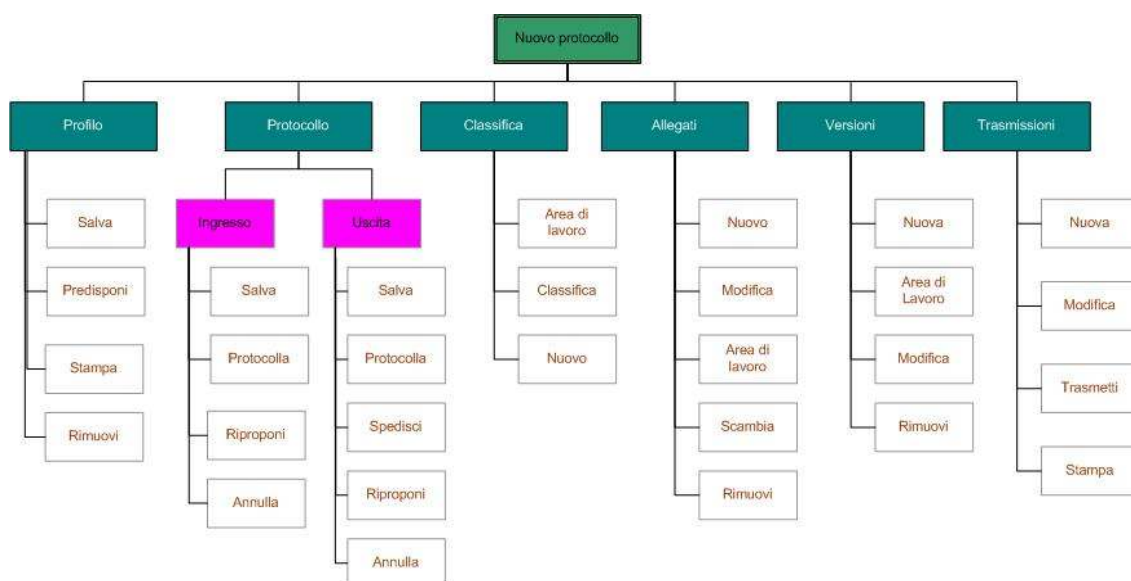 Nuovo protocollo
Profilo
Protocollo
Classifica
Allegati
Versioni
Trasmissioni
Salva
Predisponi
Stampa
Rimuovi
Ingresso
Salva
Protocolla
Riproponi
Annulla
Uscita
Salva
Protocolla
Spedisci
Riproponi
Annulla
Area di
lavoro
Classifica
Nuovo
Nuovo
Modifica
Area di
lavoro
Scambia
Rimuovi
Nuova
Area di
Lavoro
Modifica
Rimuovi
Nuova
Modifica
Trasmetti
Stampa